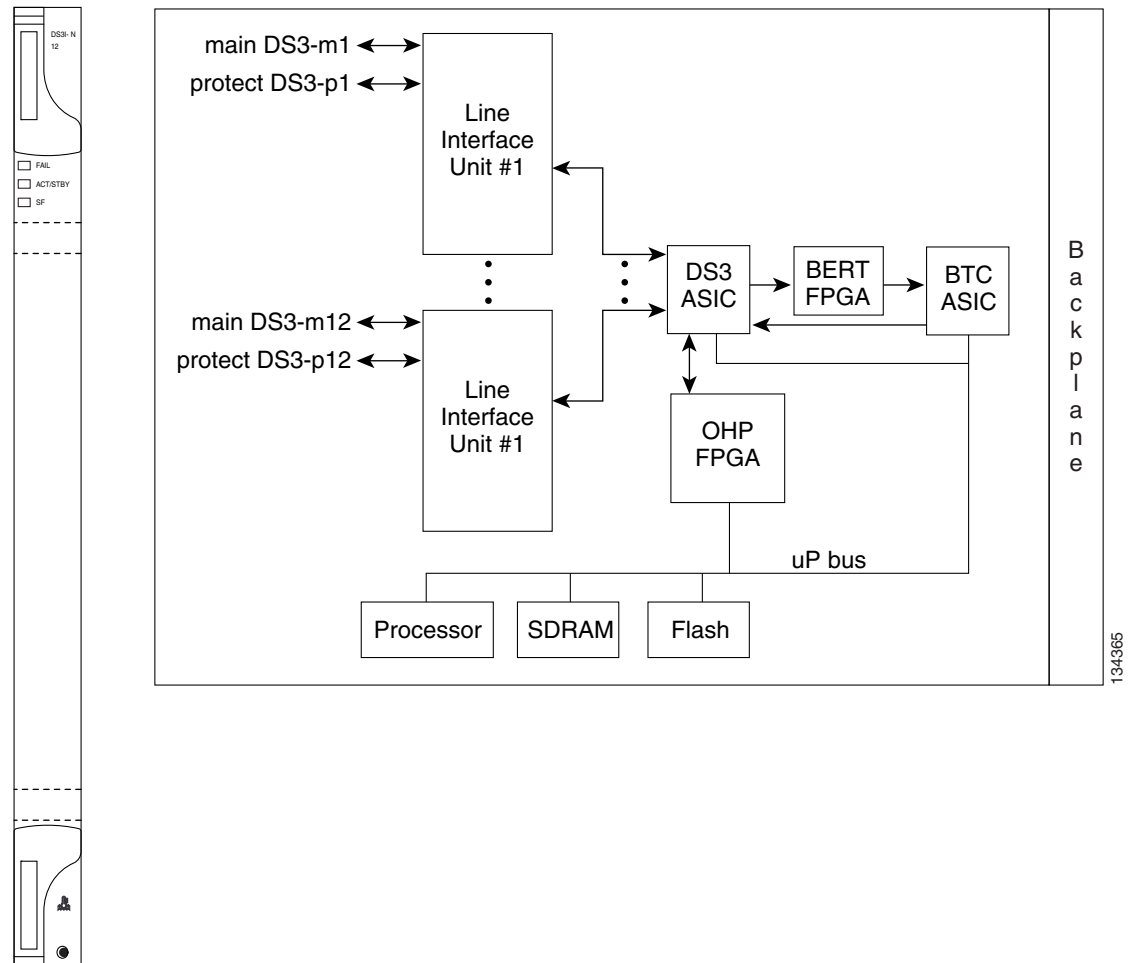 DS3I- N
12
FAIL
ACT/STBY
SF
main DS3-m1
protect DS3-p1
Line
Interface
Unit #1
main DS3-m12
protect DS3-p12
Line
Interface
Unit #1
DS3
ASIC
BERT
FPGA
BTC
ASIC
OHP
FPGA
uP bus
Processor
SDRAM
Flash
Backplane
134365